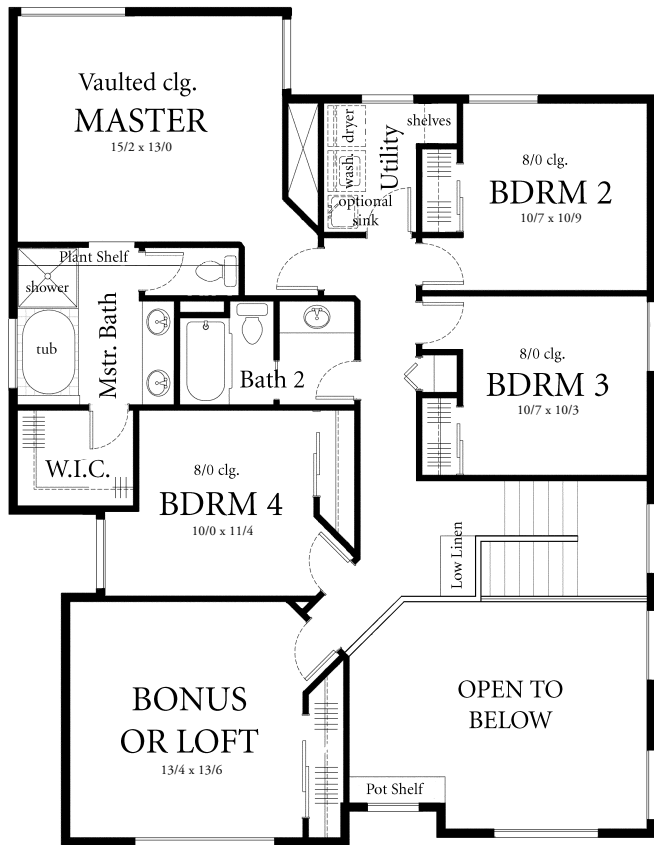 Vaulted clg.
MASTER
15/2 x 13/0
dryer
wash.
optional
sink
Utility
shelves
8/0 clg.
BDRM 2
10/7 x 10/9
Plant Shelf
shower
tub
Mstr. Bath
Bath 2
8/0 clg.
BDRM 3
10/7 x 10/3
W.I.C.
8/0 clg.
BDRM 4
10/0 x 11/4
Low Linen
BONUS
OR LOFT
13/4 x 13/6
OPEN TO
BELOW
Pot Shelf